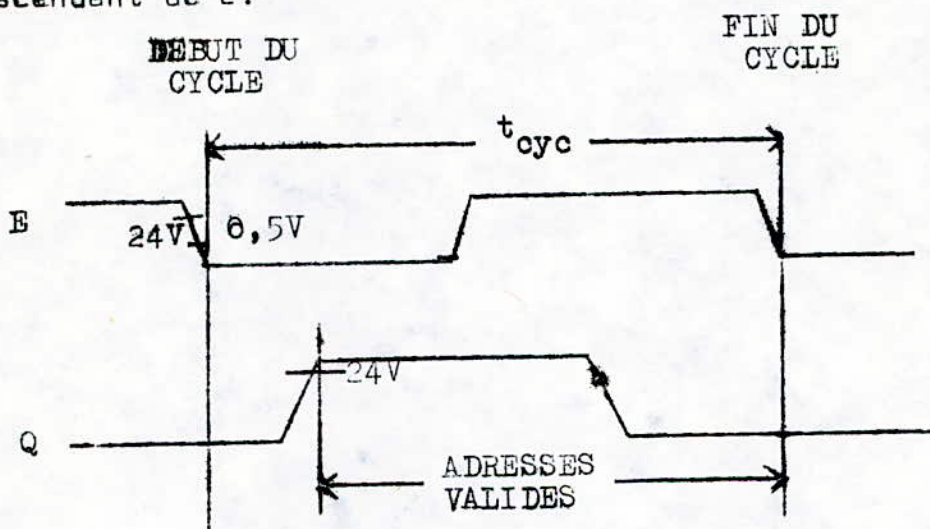 DEBUT DU
CYCLE
FIN DU
CYCLE
tcyc
E
24V
0,5V
24V
Q
ADRESSES
VALIDES